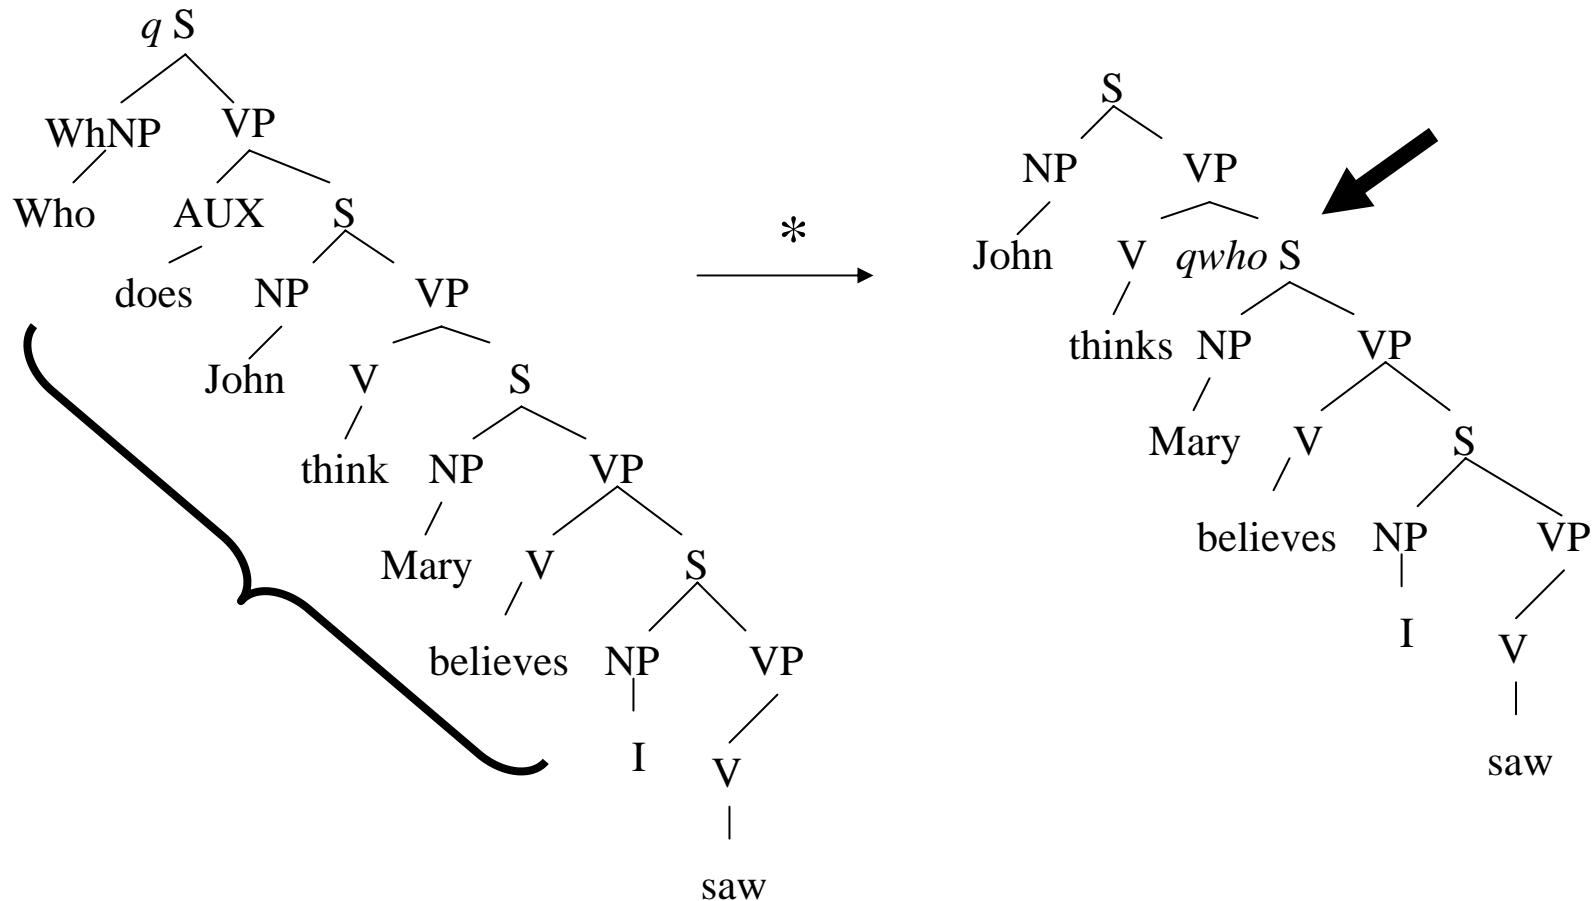 q S
WhNP VP
Who AUX S
does NP VP
John V S
think NP VP
Mary V S
believes NP VP
I V
saw
*
S
NP VP
John V qwho S
thinks NP VP
Mary V S
believes NP VP
I V
saw